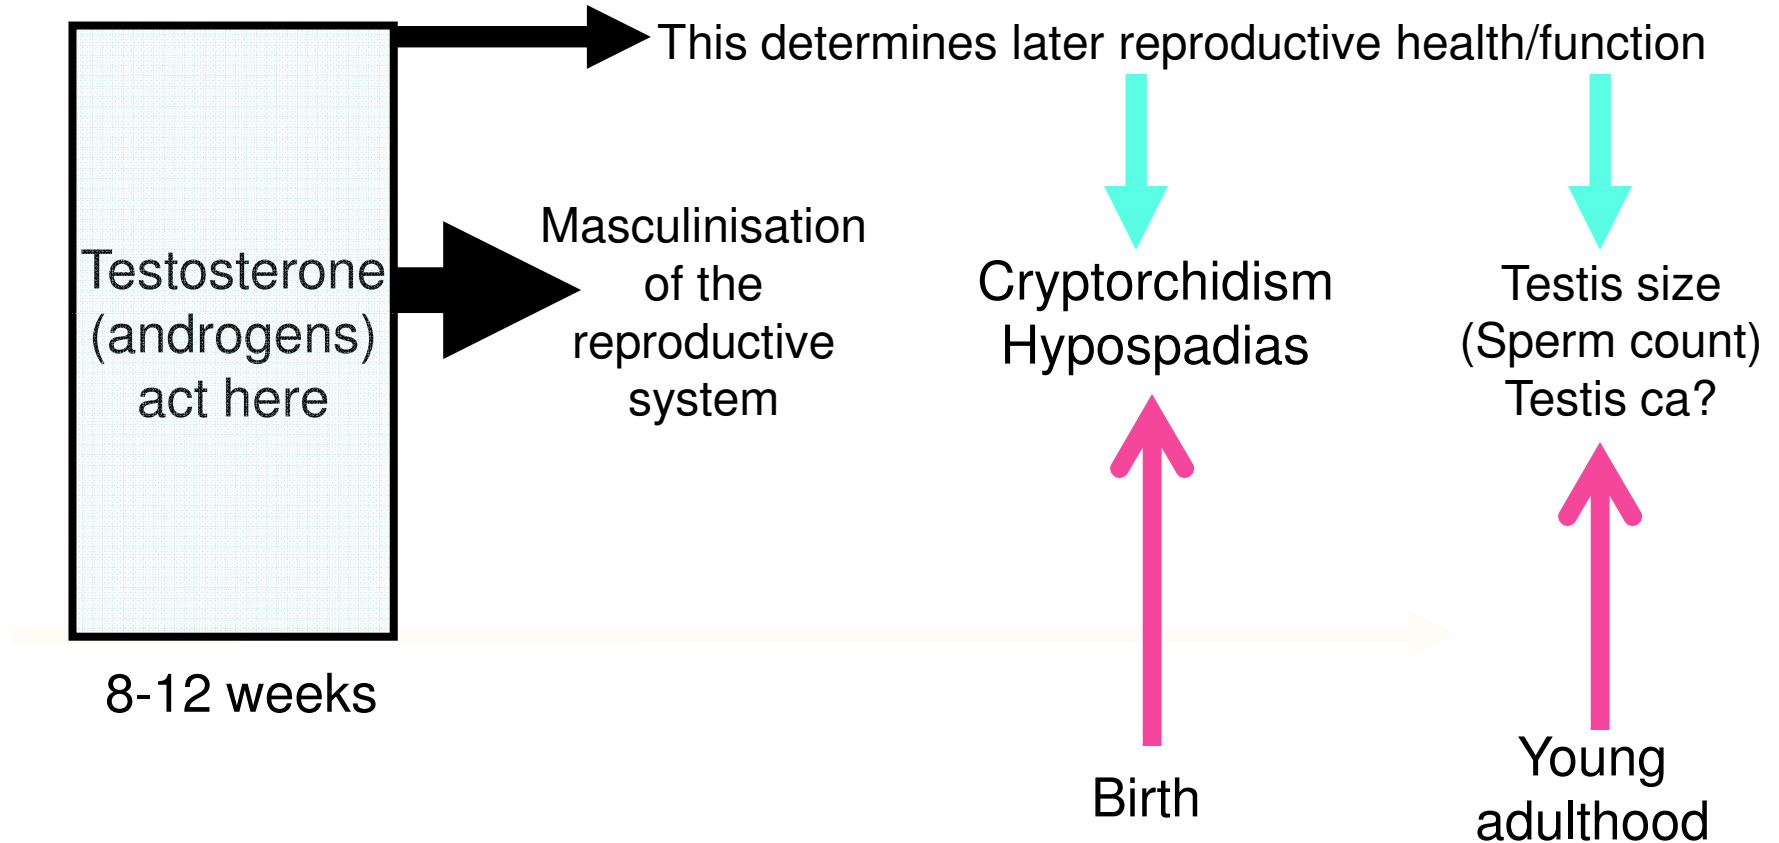 This determines later reproductive health/function
Testosterone
(androgens)
act here
Masculinisation
of the
reproductive
system
Cryptorchidism
Hypospadias
Testis size
(Sperm count)
Testis ca?
8-12 weeks
Birth
Young
adulthood